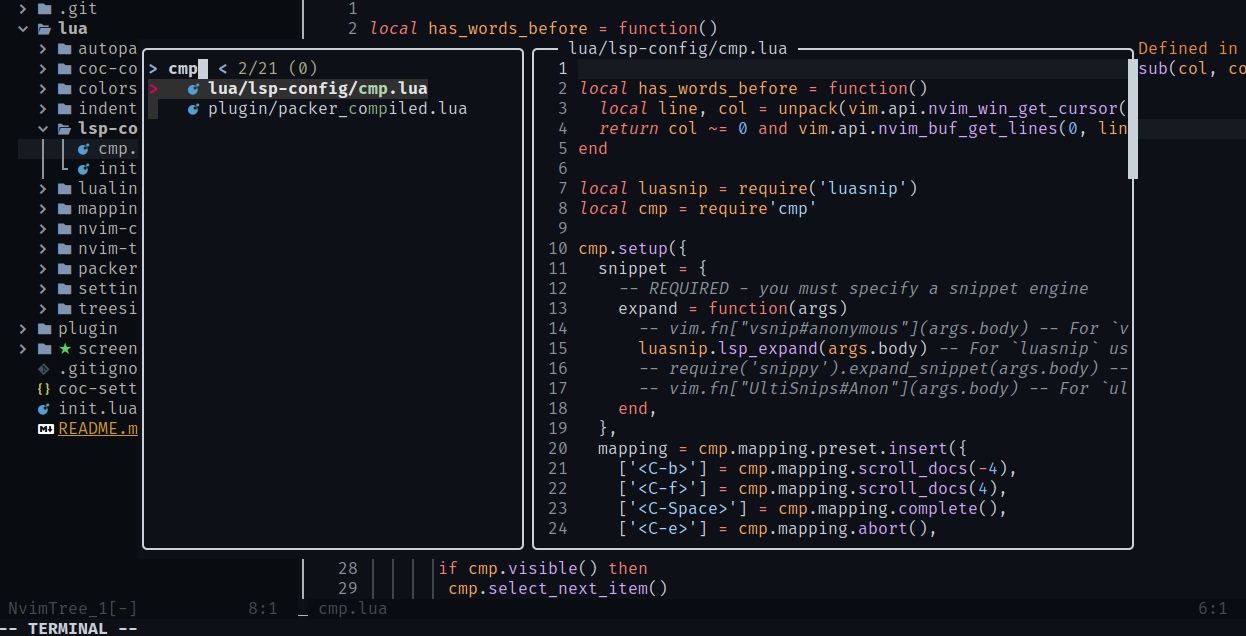 .git
lua
autopa
coc-co
colors
configs
indent
lsp-co
cmp.
init
lualin
mappin
nvim-c
nvim-t
packer
settin
treesi
plugin
★ screen
.gitigno
{} coc-sett
init.lua
M↓ README.m
1
2 local has_words_before = function()
> cmp < 2/21 (0)
> lua/lsp-config/cmp.lua
plugin/packer_compiled.lua
lua/lsp-config/cmp.lua
1
2 local has_words_before = function()
3   local line, col = unpack(vim.api.nvim_win_get_cursor(
4   return col ~= 0 and vim.api.nvim_buf_get_lines(0, lin
5 end
6
7 local luasnip = require('luasnip')
8 local cmp = require'cmp'
9
10 cmp.setup({
11   snippet = {
12     -- REQUIRED - you must specify a snippet engine
13     expand = function(args)
14       -- vim.fn["vsnip#anonymous"](args.body) -- For `v
15       luasnip.lsp_expand(args.body) -- For `luasnip` us
16       -- require('snippy').expand_snippet(args.body) --
17       -- vim.fn["UltiSnips#Anon"](args.body) -- For `ul
18     end,
19   },
20   mapping = cmp.mapping.preset.insert({
21     ['<C-b>'] = cmp.mapping.scroll_docs(-4),
22     ['<C-f>'] = cmp.mapping.scroll_docs(4),
23     ['<C-Space>'] = cmp.mapping.complete(),
24     ['<C-e>'] = cmp.mapping.abort(),
Defined in
sub(col, co
28 if cmp.visible() then
29 cmp.select_next_item()
NvimTree_1[-] 8:1 _ cmp.lua 6:1
-- TERMINAL --